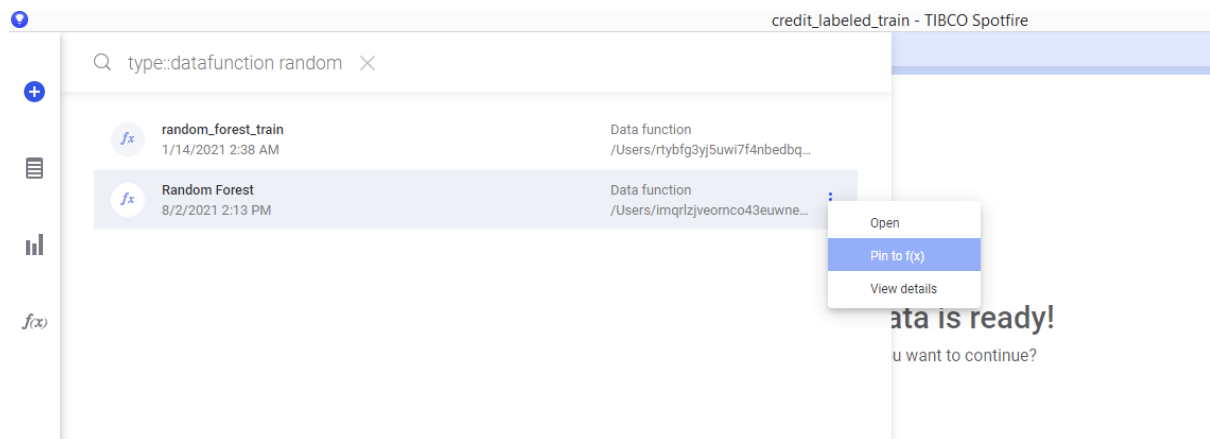 credit_labeled_train - TIBCO Spotfire
type::datafunction random
fx
random_forest_train
1/14/2021 2:38 AM
Data function
/Users/rtybfg3yj5uwi7f4nbedbq...
fx
Random Forest
8/2/2021 2:13 PM
Data function
/Users/imqrlzjveornco43euwne...
Open
Pin to f(x)
View details
f(x)
ata is ready!
u want to continue?